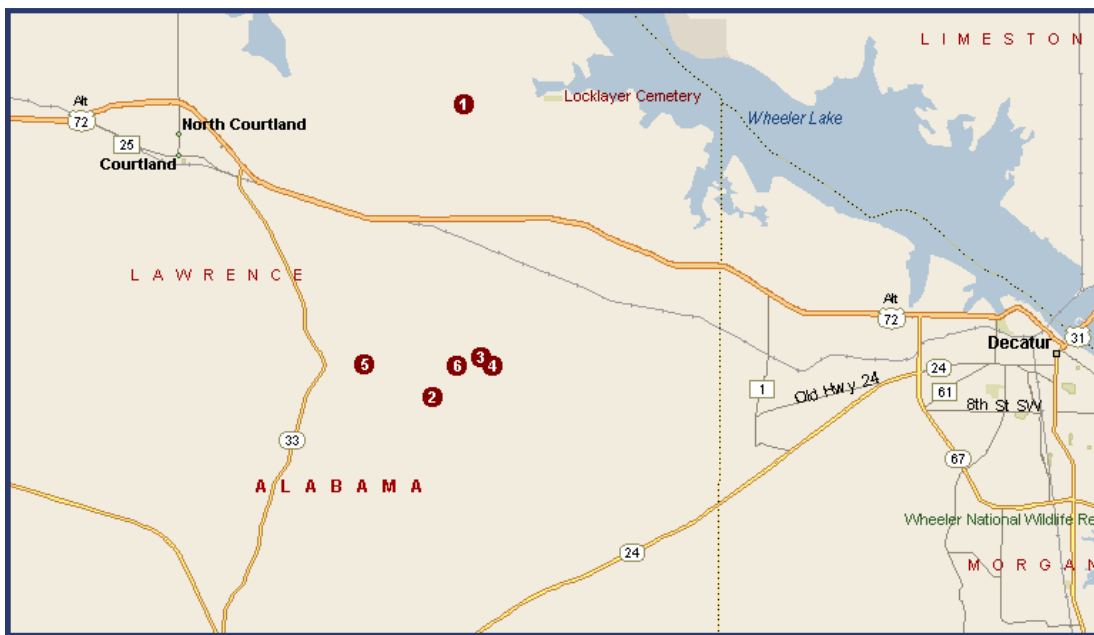 LIMESTON
1
Locklayer Cemetery
Alt
72
Wheeler Lake
North Courtland
25
Courtland
LAWRENCE
Alt
72
31
Decatur
3
5
6
4
24
1
Old Hwy 24
61
2
8th St SW
33
67
ALABAMA
Wheeler National Wildlife Re
24
MORGAN